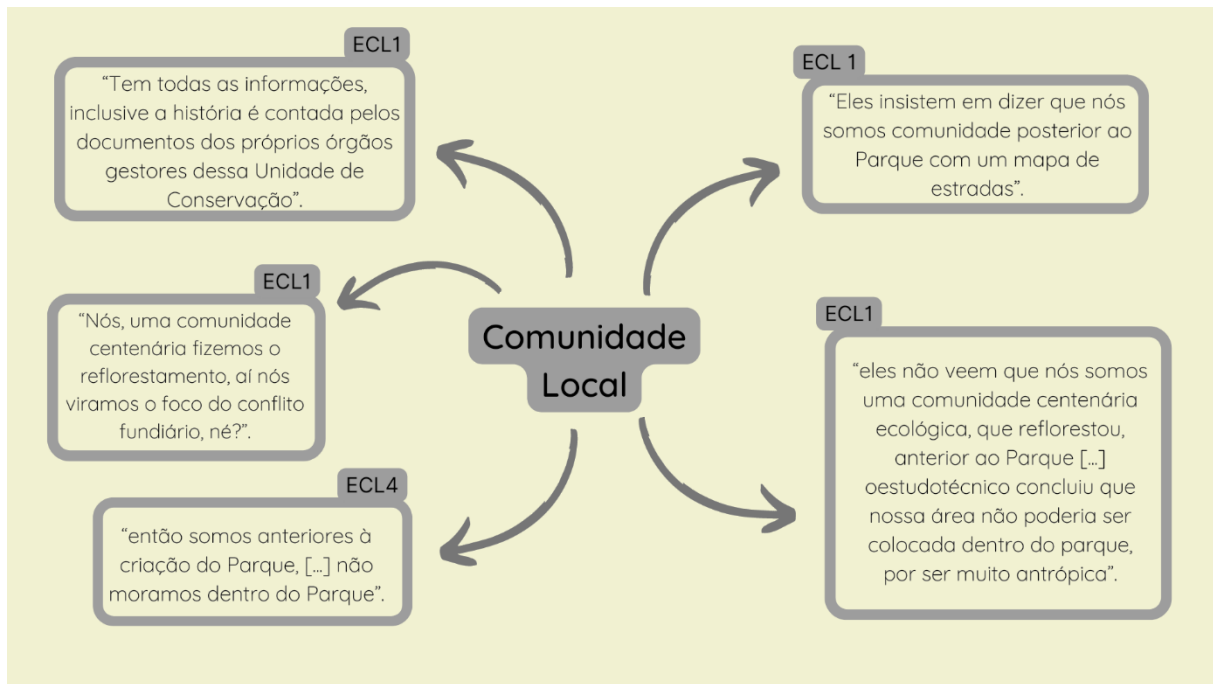 ECL1
“Tem todas as informações,
inclusive a história é contada pelos
documentos dos próprios órgãos
gestores dessa Unidade de
Conservação”.
ECL 1
“Eles insistem em dizer que nós
somos comunidade posterior ao
Parque com um mapa de
estradas”.
ECL1
“Nós, uma comunidade
centenária fizemos o
reflorestamento, aí nós
viramos o foco do conflito
fundiário, né?”.
Comunidade
Local
ECL1
“eles não veem que nós somos
uma comunidade centenária
ecológica, que reflorestou,
anterior ao Parque [...]
oestudotécnico concluiu que
nossa área não poderia ser
colocada dentro do parque,
por ser muito antrópica”.
ECL4
“então somos anteriores à
criação do Parque, [...] não
moramos dentro do Parque”.